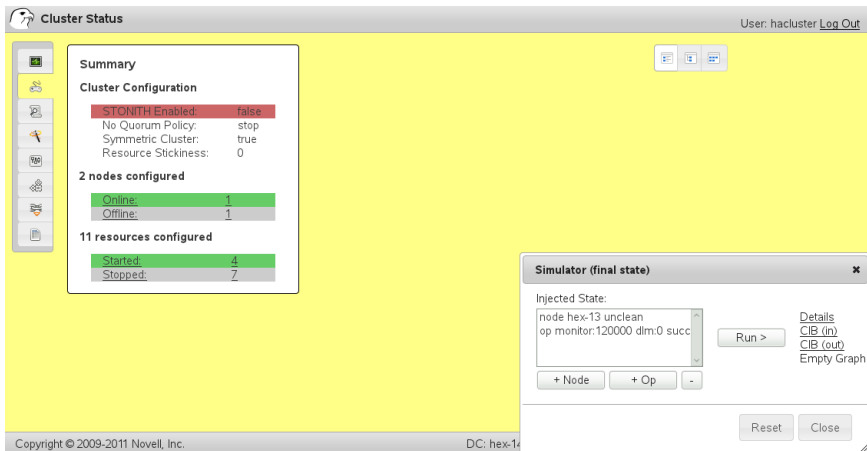 Cluster Status
User: hacluster Log Out
Summary
Cluster Configuration
STONITH Enabled: false
No Quorum Policy: stop
Symmetric Cluster: true
Resource Stickiness: 0
2 nodes configured
Online: 1
Offline: 1
11 resources configured
Started: 4
Stopped: 7
Simulator (final state)
Injected State:
node hex-13 unclean
op monitor:120000 dlm:0 succ
Run >
Details
CIB (in)
CIB (out)
Empty Graph
+ Node
+ Op
-
Reset
Close
Copyright © 2009-2011 Novell, Inc.
DC: hex-14